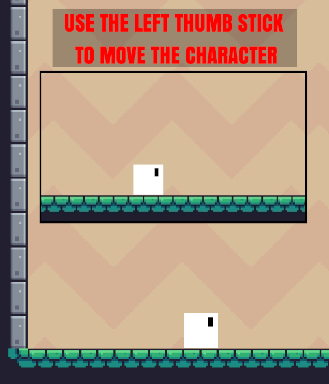 USE THE LEFT THUMB STICK
TO MOVE THE CHARACTER